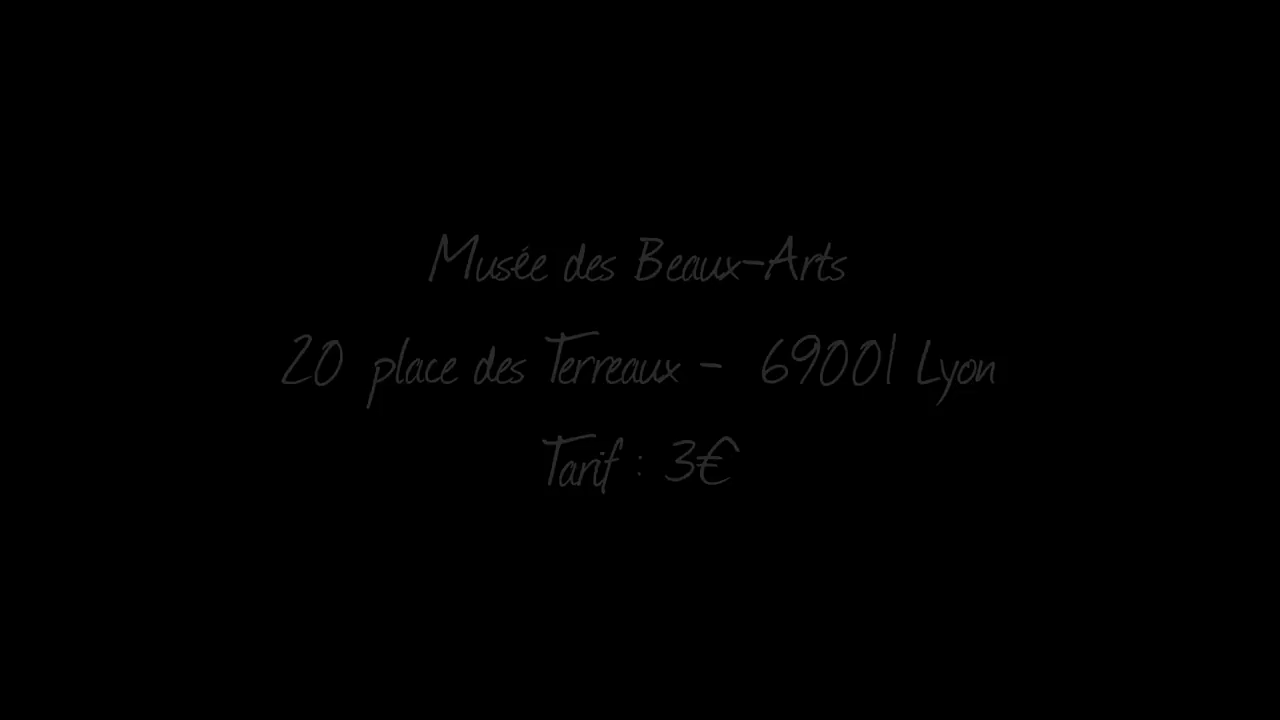 Musée des Beaux-Arts
20 place des Terreaux - 69001 Lyon
Tarif : 3€